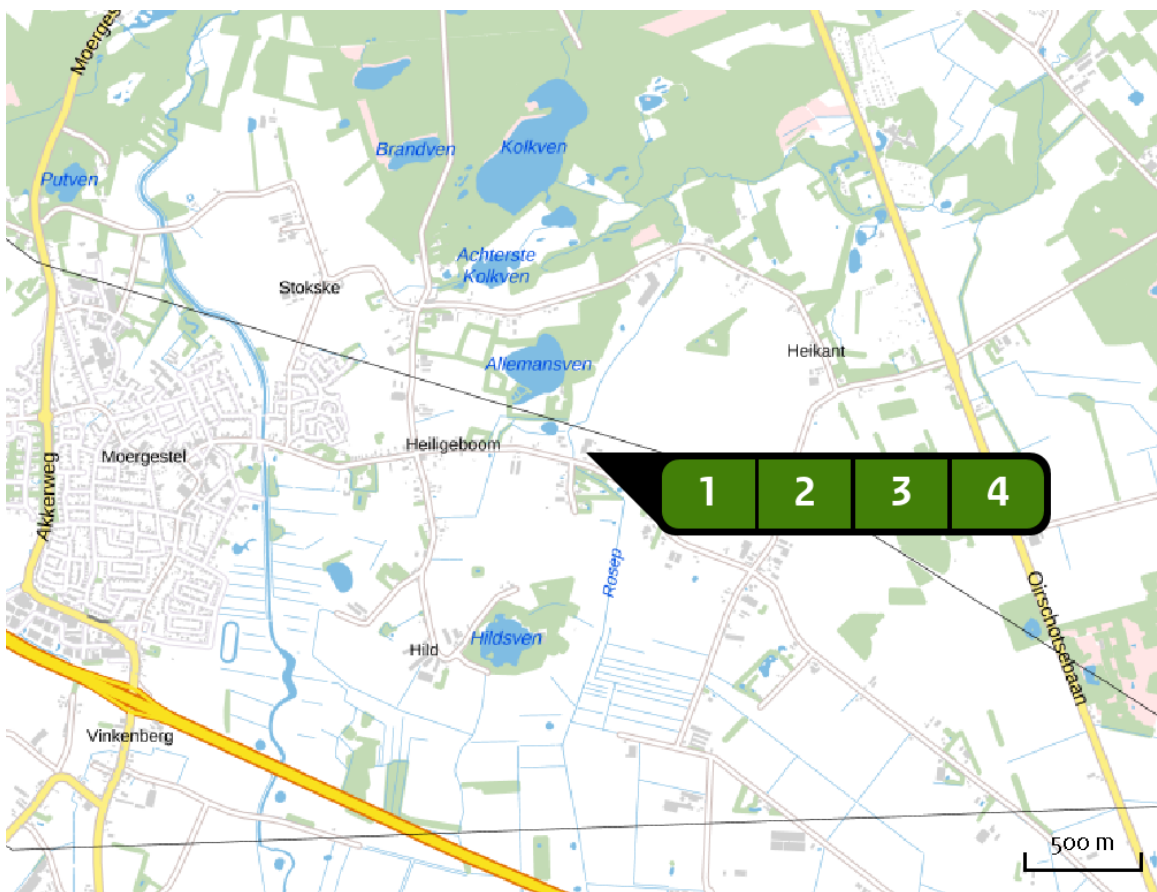 Moerges
Brandven
Kolkven
Putven
Achterste
Kolkven
Stokske
Heikant
Allemansven
Heiligeboom
Moergestel
Akkerweg
1 2 3 4
Rosep
Oirschotsebaan
Hildsven
Hild
Vinkenberg
500 m